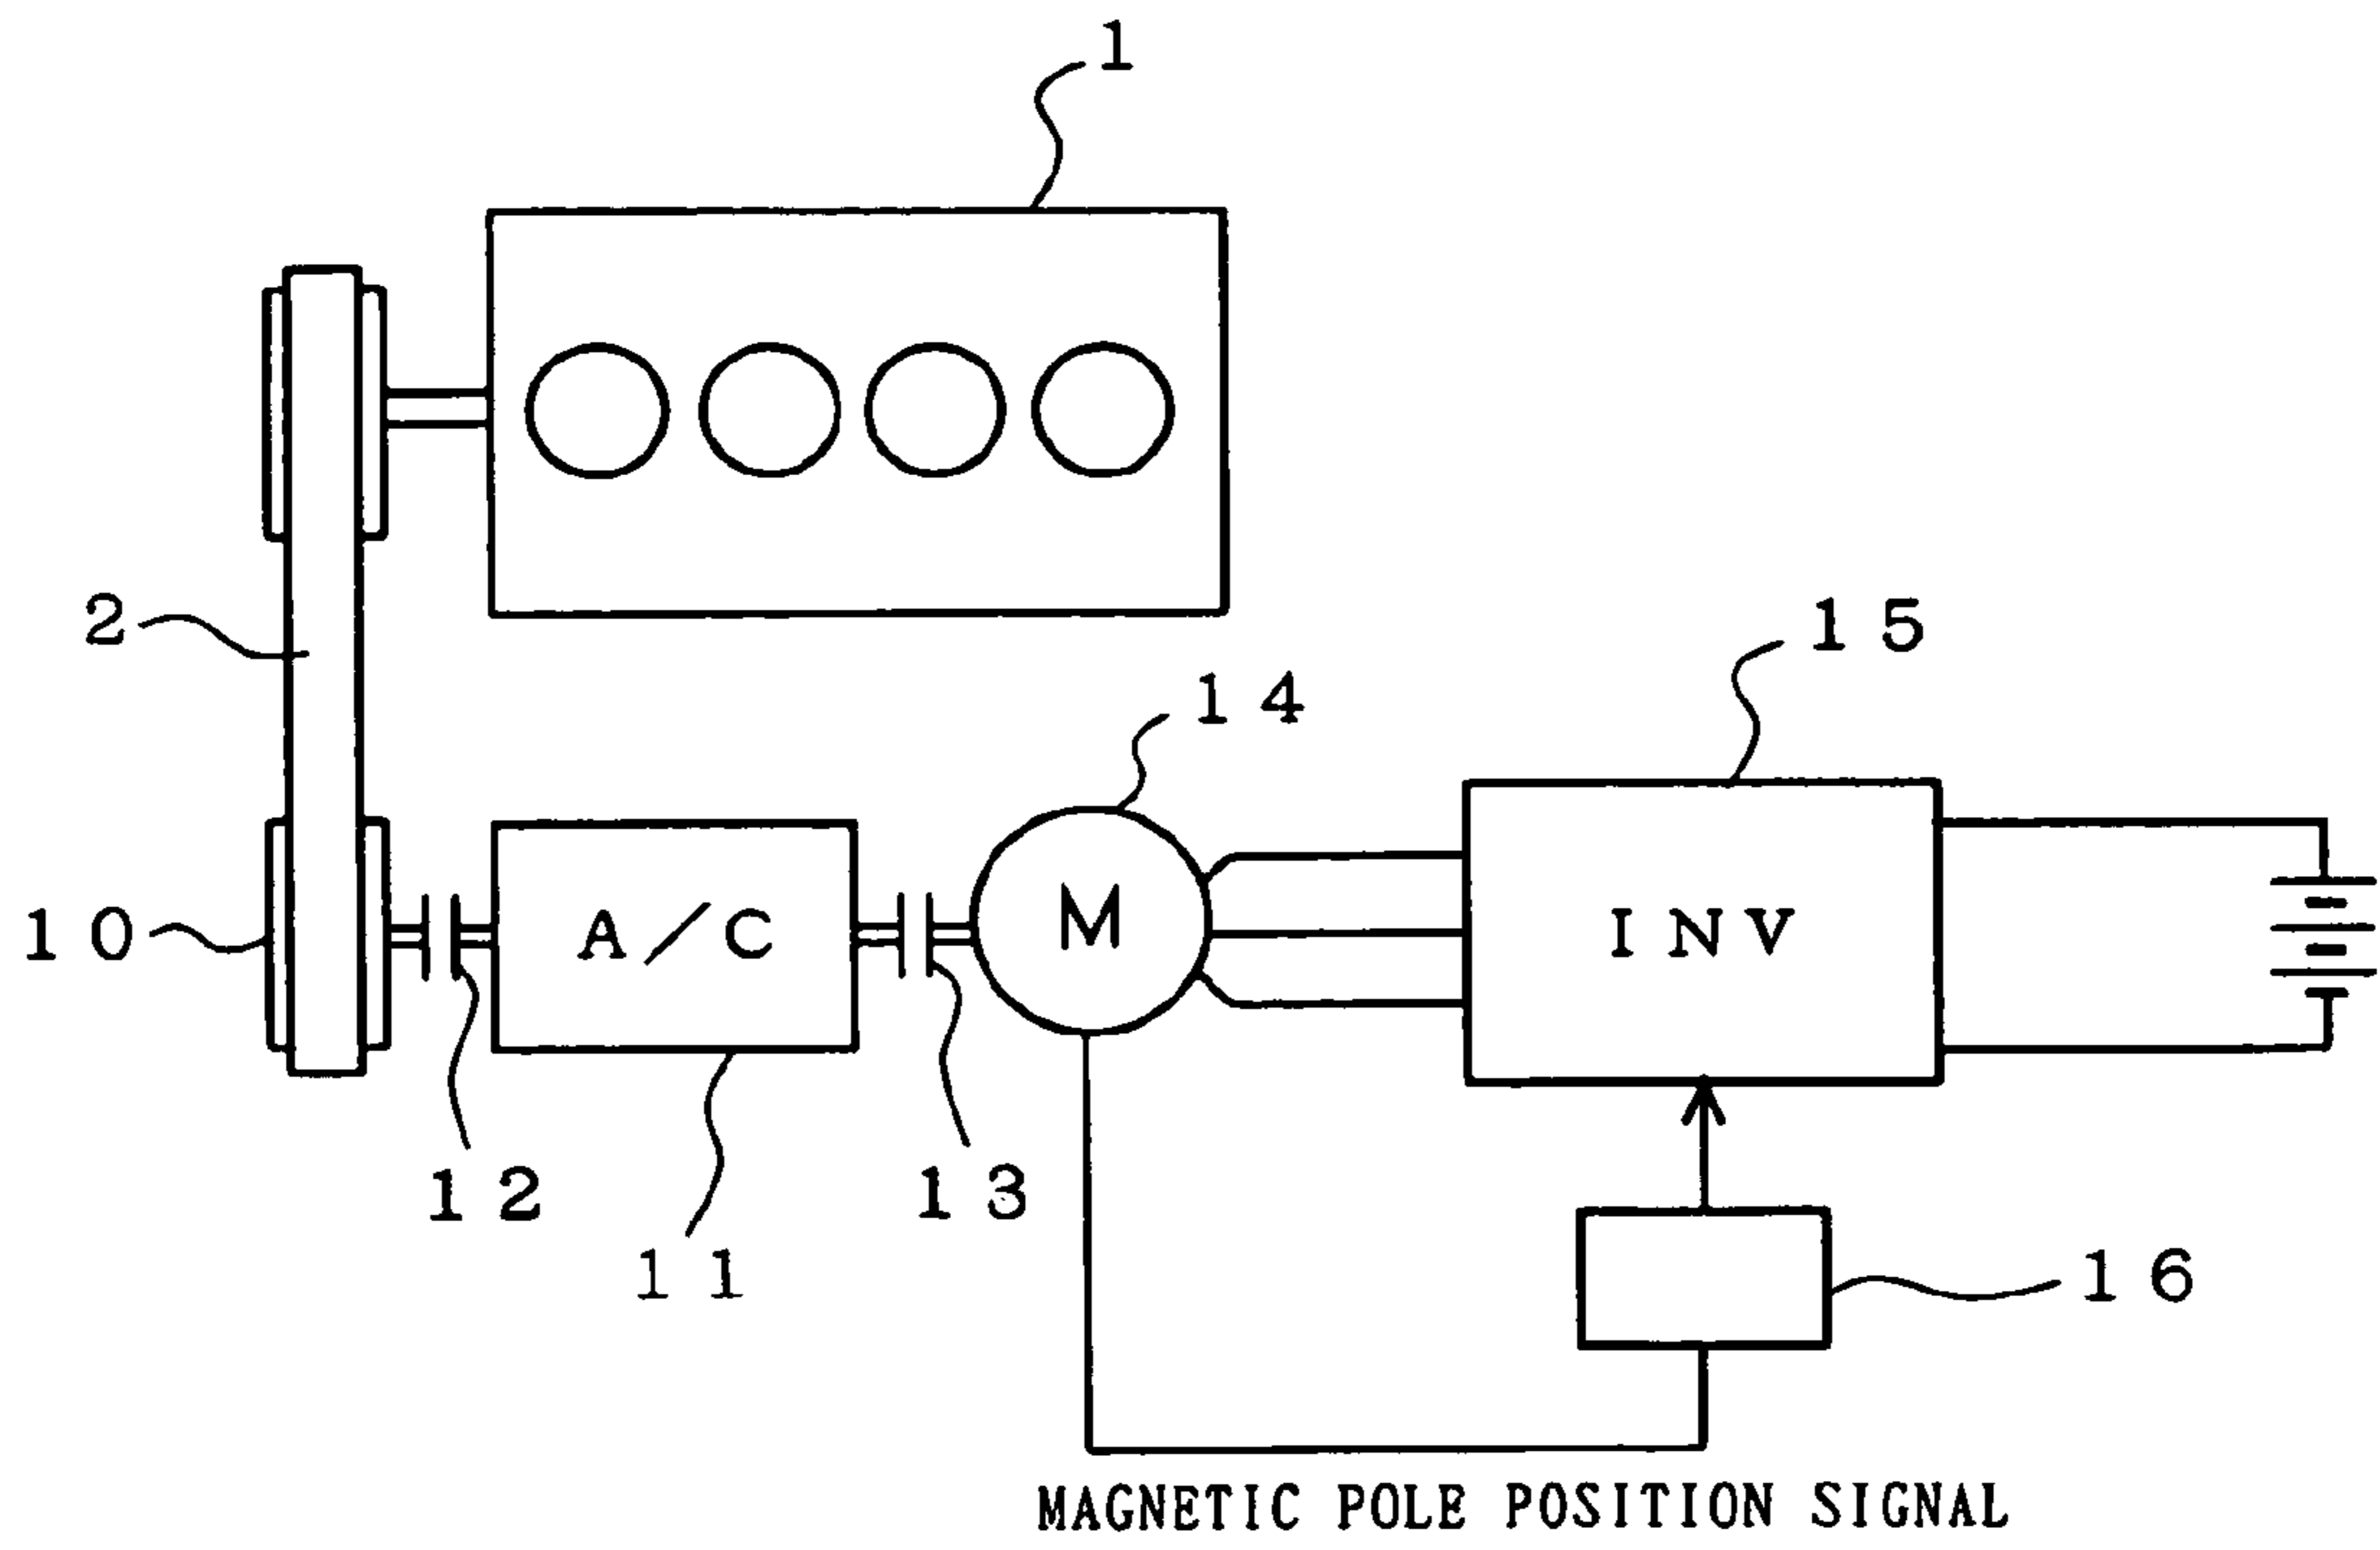 1
2
15
14
10
A/C
M
INV
12
13
11
16
MAGNETIC POLE POSITION SIGNAL